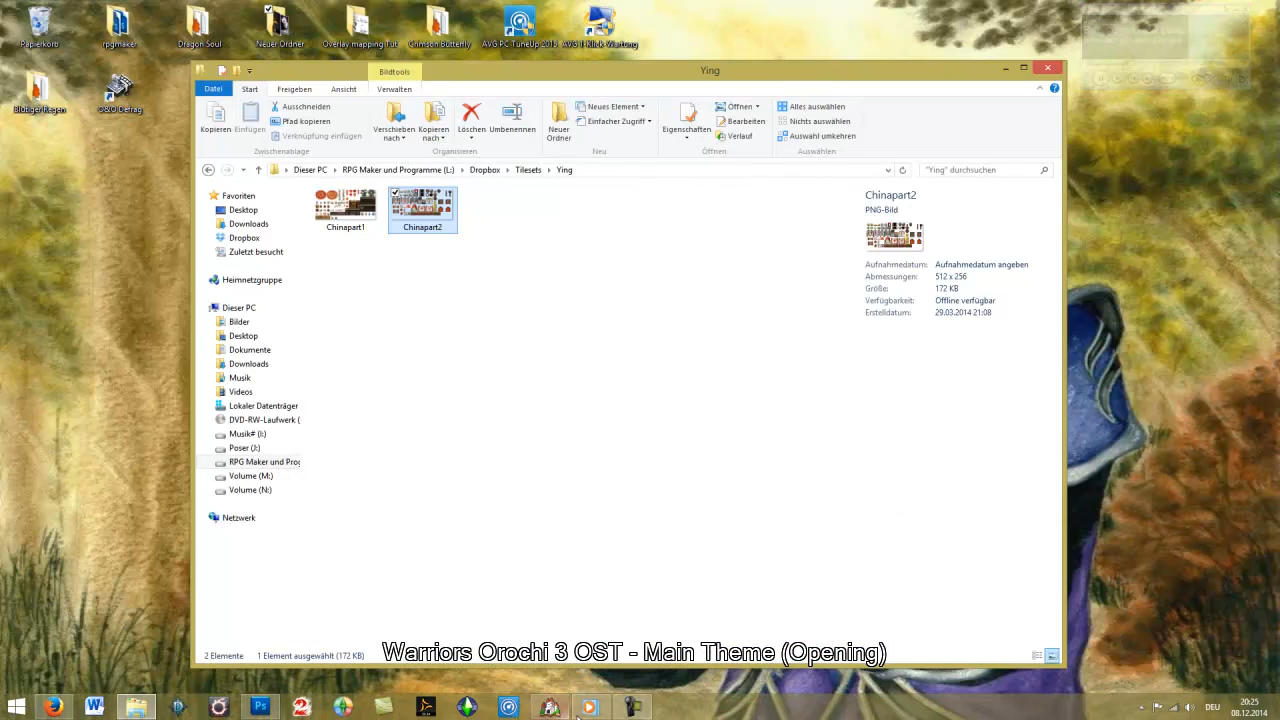 Papierkorb
rpgmaker
Dragon Soul
Neuer Ordner
Overlay mapping Tut
Crimson Butterfly
AVG PC TuneUp 2015
AVG 1-Klick-Wartung
Blutiger Regen
O&O Defrag
Bildtools
Ying
Datei
Start
Freigeben
Ansicht
Verwalten
Kopieren
Einfügen
Ausschneiden
Pfad kopieren
Verknüpfung einfügen
Zwischenablage
Verschieben nach
Kopieren nach
Löschen
Umbenennen
Organisieren
Neuer Ordner
Neues Element
Einfacher Zugriff
Neu
Eigenschaften
Öffnen
Bearbeiten
Verlauf
Öffnen
Alles auswählen
Nichts auswählen
Auswahl umkehren
Auswählen
Dieser PC
RPG Maker und Programme (L:)
Dropbox
Tilesets
Ying
"Ying" durchsuchen
Favoriten
Desktop
Downloads
Dropbox
Zuletzt besucht
Heimnetzgruppe
Dieser PC
Bilder
Desktop
Dokumente
Downloads
Musik
Videos
Lokaler Datenträger
DVD-RW-Laufwerk (
Musik# (I:)
Poser (J:)
RPG Maker und Prog
Volume (M:)
Volume (N:)
Netzwerk
Chinapart1
Chinapart2
Chinapart2
PNG-Bild
Aufnahmedatum: Aufnahmedatum angeben
Abmessungen: 512 x 256
Größe: 172 KB
Verfügbarkeit: Offline verfügbar
Erstelldatum: 29.03.2014 21:08
2 Elemente
1 Element ausgewählt (172 KB)
Warriors Orochi 3 OST - Main Theme (Opening)
DEU
20:25
08.12.2014